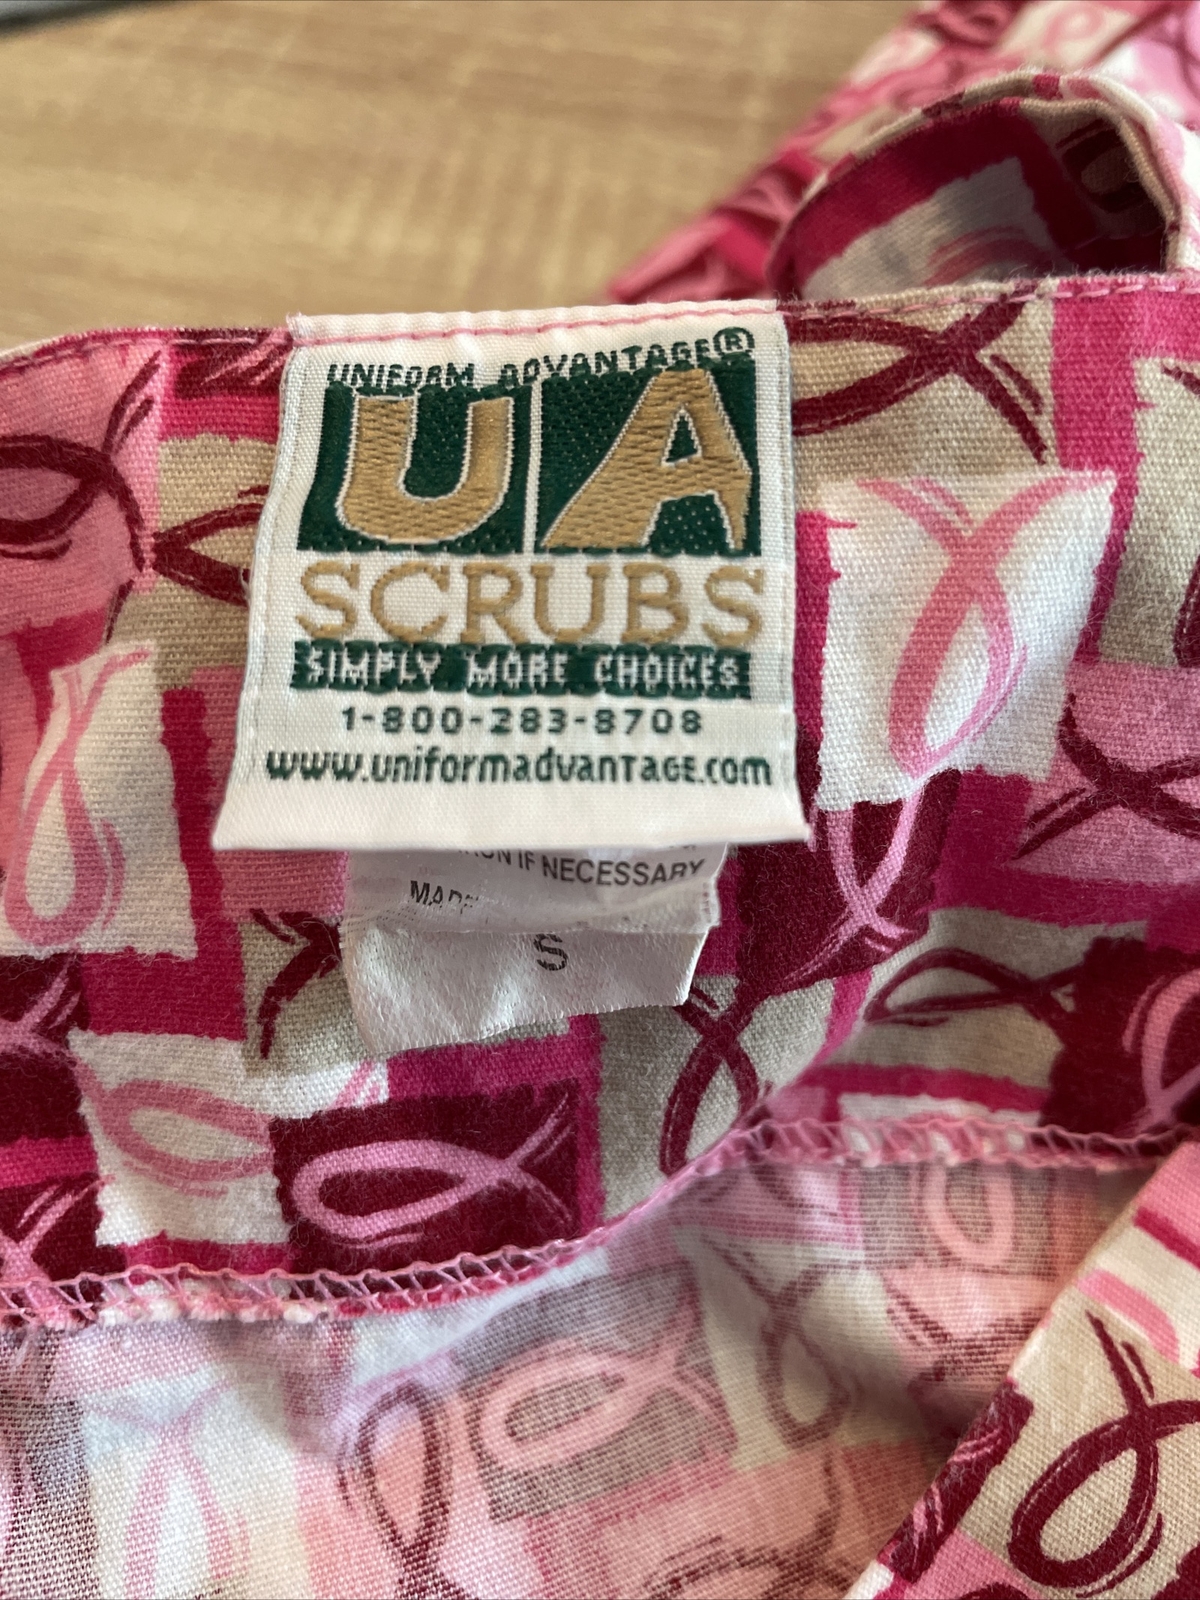 UNIFORM ADVANTAGE®
UA
SCRUBS
SIMPLY MORE CHOICES
1-800-283-8708
www.uniformadvantage.com
IF NECESSARY
S